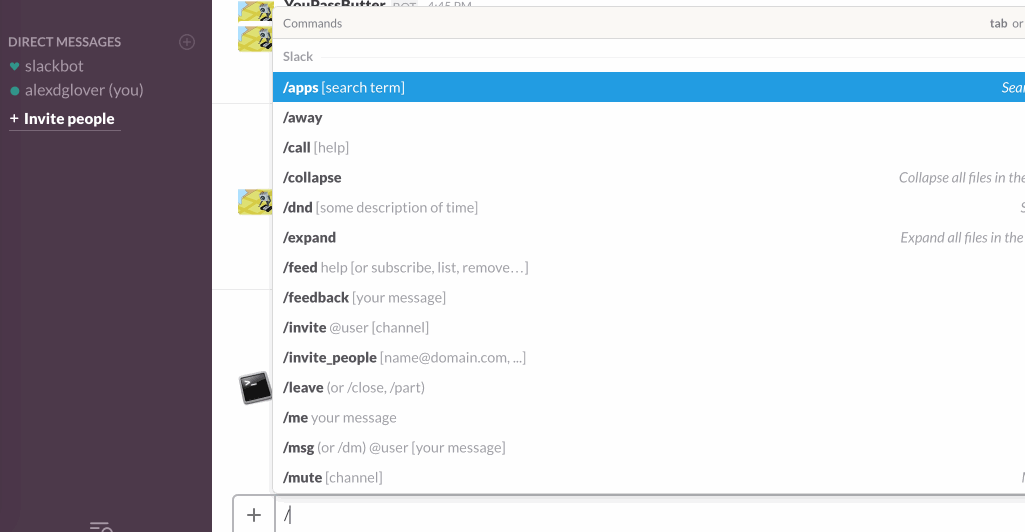 YouPassButter BOT 4:45 PM
Commands
tab or
DIRECT MESSAGES
slackbot
alexdglover (you)
+ Invite people
Slack
/apps [search term]
/away
/call [help]
/collapse
Collapse all files in the
/dnd [some description of time]
/expand
Expand all files in the
/feed help [or subscribe, list, remove…]
/feedback [your message]
/invite @user [channel]
/invite_people [name@domain.com, ...]
/leave (or /close, /part)
/me your message
/msg (or /dm) @user [your message]
/mute [channel]
+
/